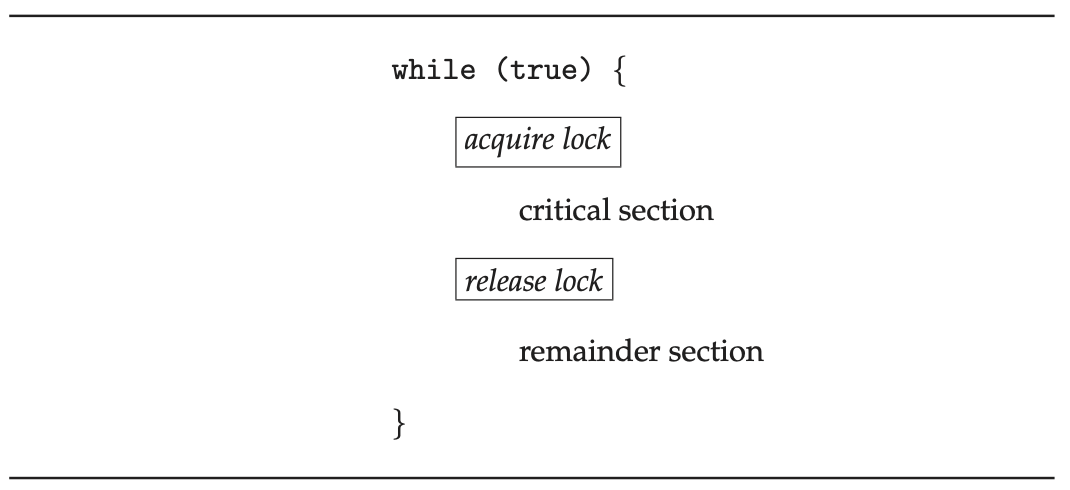 while (true) {
acquire lock
critical section
release lock
remainder section
}